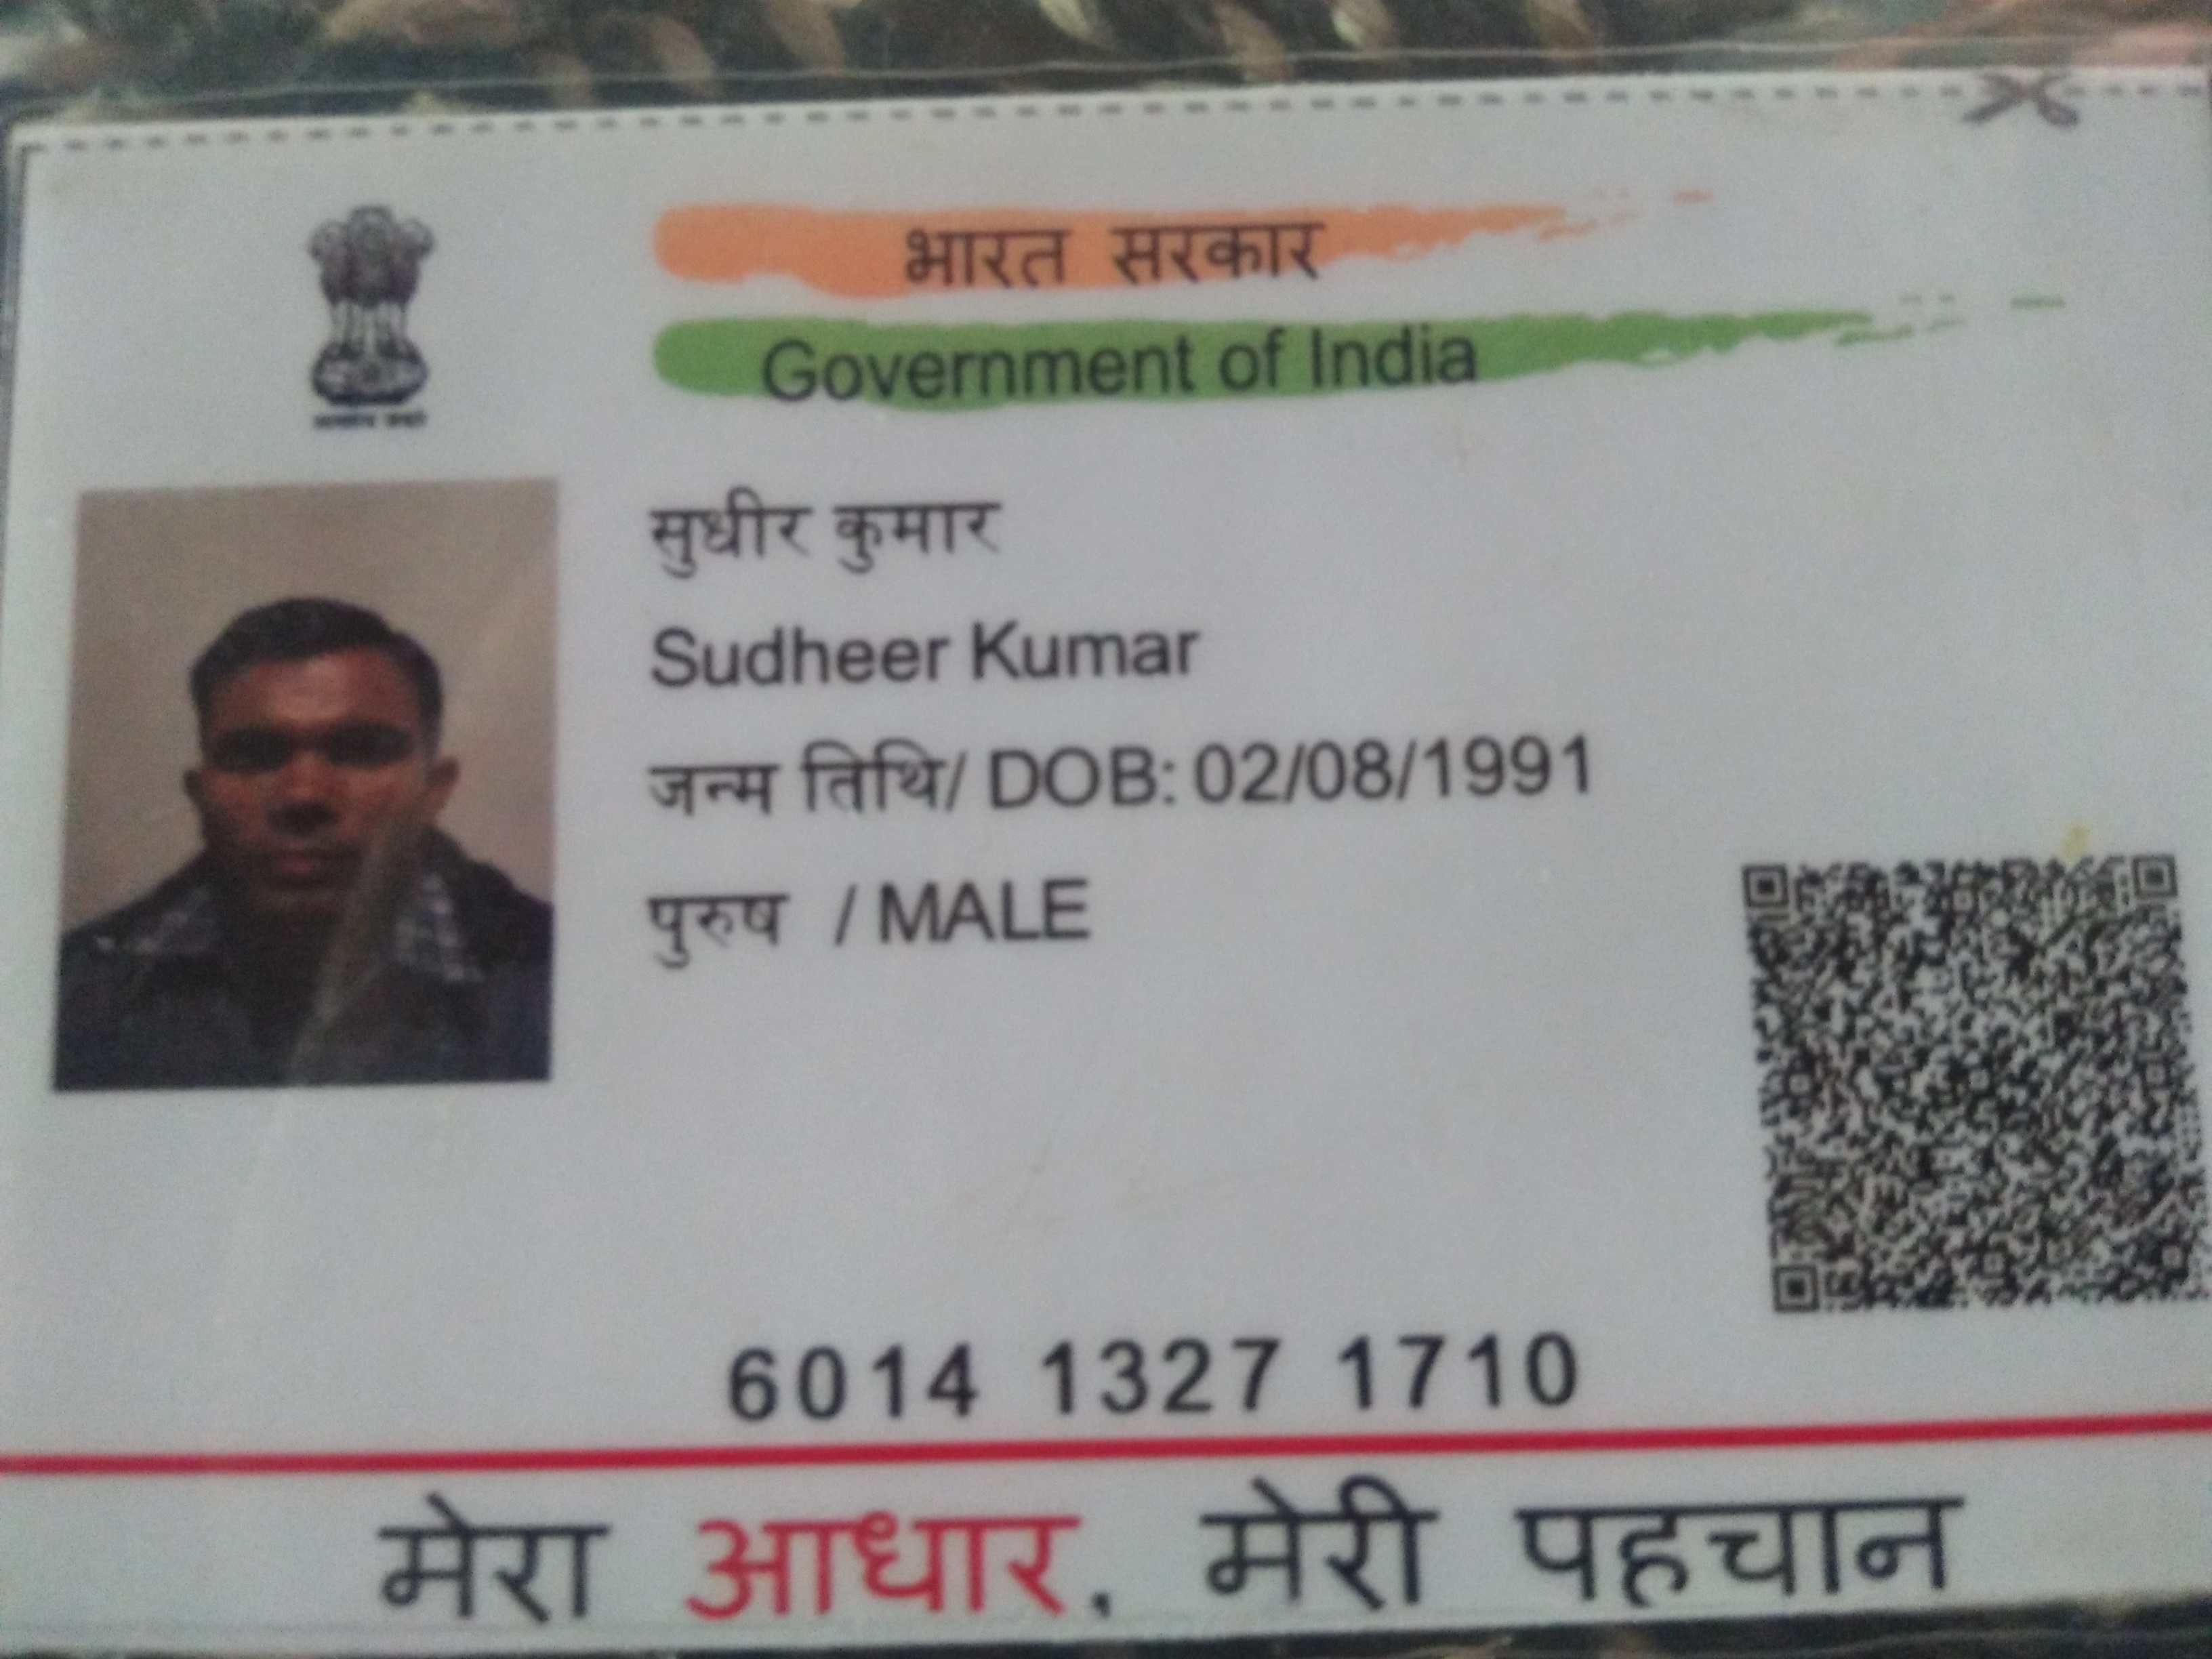 भारत सरकार
Government of India
सुधीर कुमार
Sudheer Kumar
जन्म तिथि/ DOB: 02/08/1991
पुरुष / MALE
6014 1327 1710
मेरा आधार, मेरी पहचान